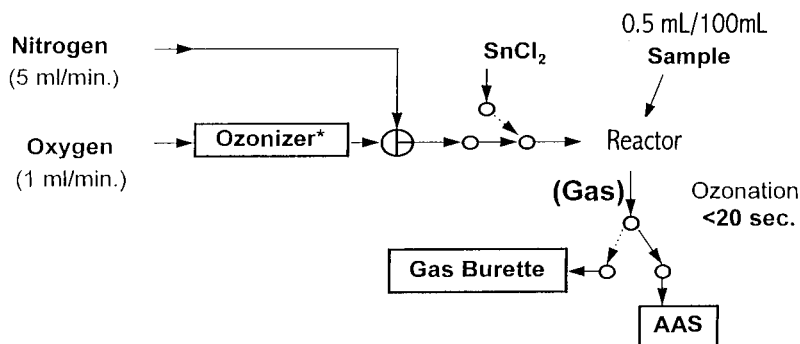 Nitrogen
(5 ml/min.)
Oxygen
(1 ml/min.)
Ozonizer*
SnCl₂
0.5 mL/100mL
Sample
Reactor
(Gas)
Ozonation
<20 sec.
Gas Burette
AAS